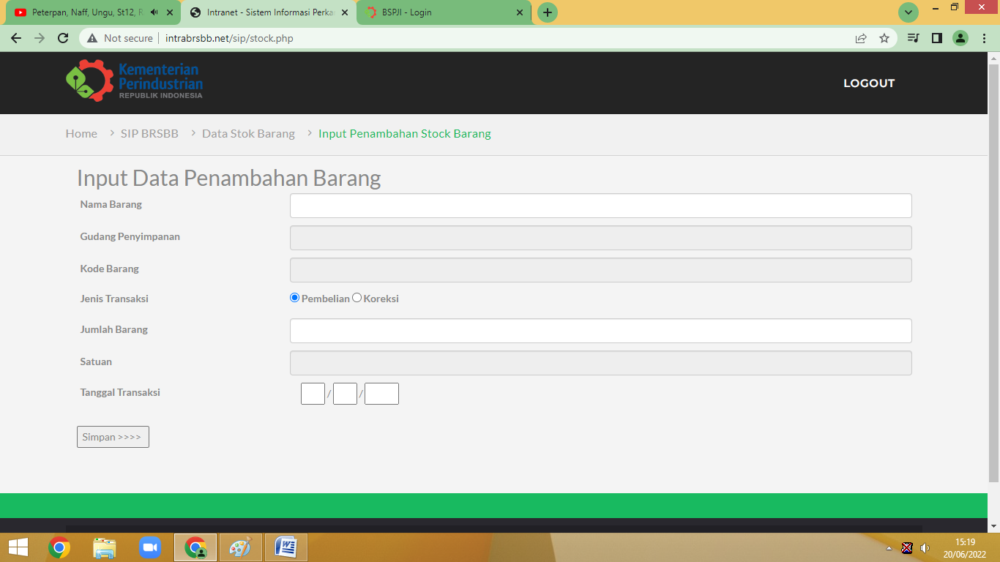 Peterpan, Naff, Ungu, St12, R
Intranet - Sistem Informasi Perka
BSPJI - Login
Not secure intrabrsbb.net/sip/stock.php
Kementerian
Perindustrian
REPUBLIK INDONESIA
LOGOUT
Home > SIP BRSBB > Data Stok Barang > Input Penambahan Stock Barang
Input Data Penambahan Barang
Nama Barang
Gudang Penyimpanan
Kode Barang
Jenis Transaksi Pembelian Koreksi
Jumlah Barang
Satuan
Tanggal Transaksi / /
Simpan >>>>
15:19
20/06/2022